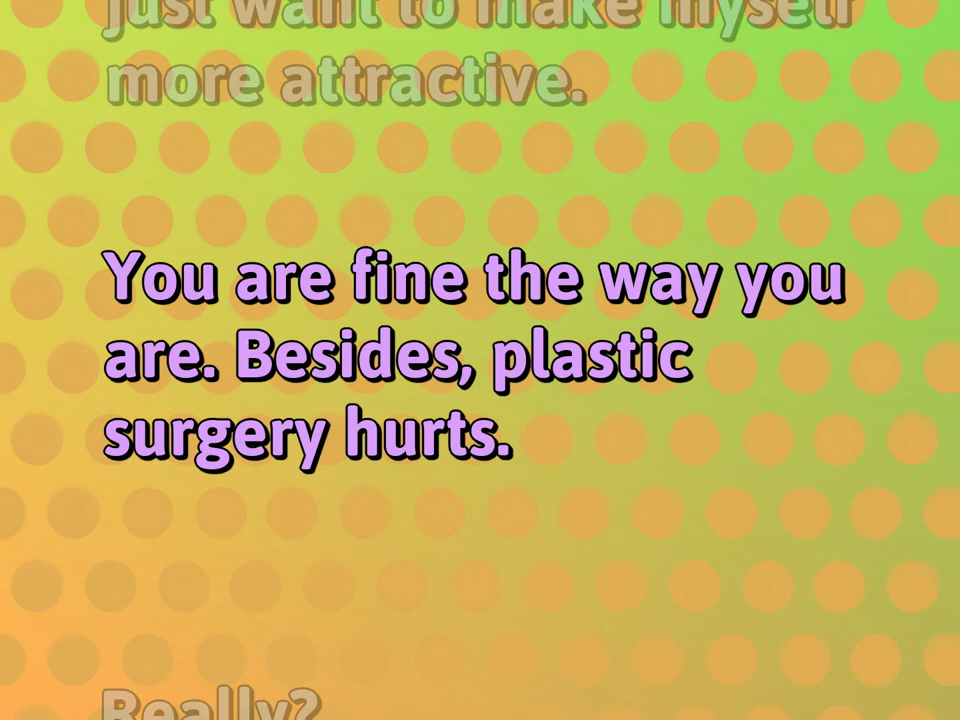 just want to make myself
more attractive.
You are fine the way you
are. Besides, plastic
surgery hurts.
Really?